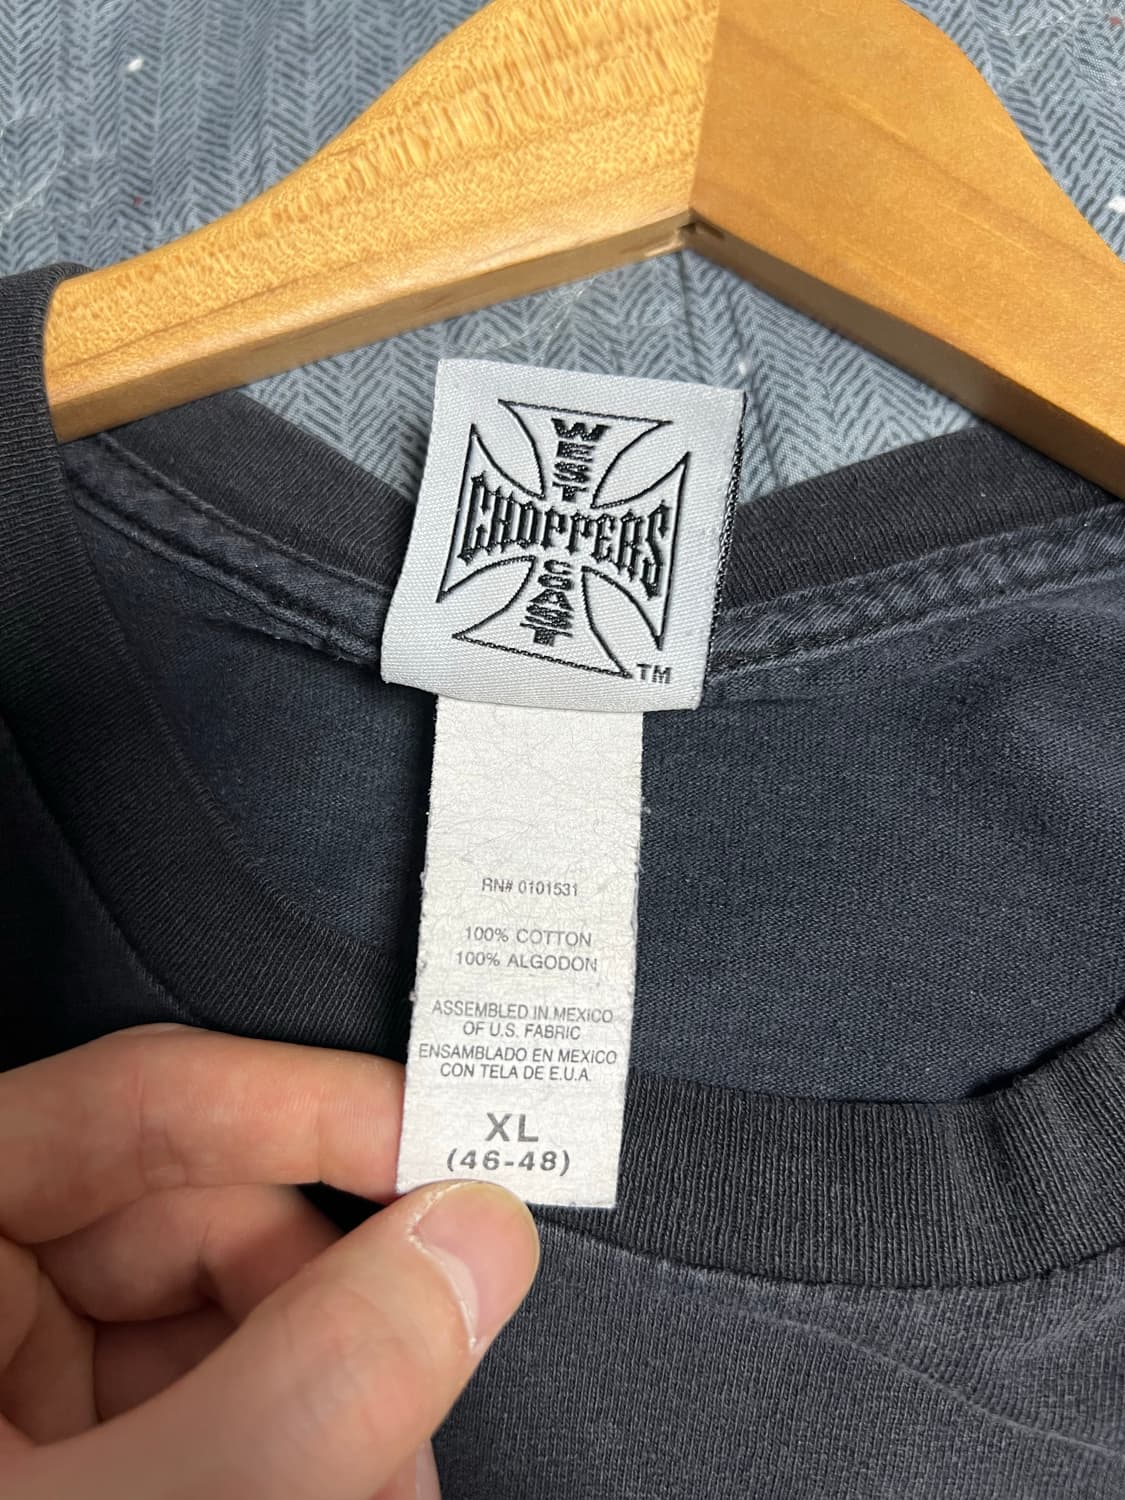 WEST
CHOPPERS
COAST
TM
RN# 0101531
100% COTTON
100% ALGODON
ASSEMBLED IN MEXICO
OF U.S. FABRIC
ENSAMBLADO EN MEXICO
CON TELA DE E.U.A.
XL
(46-48)